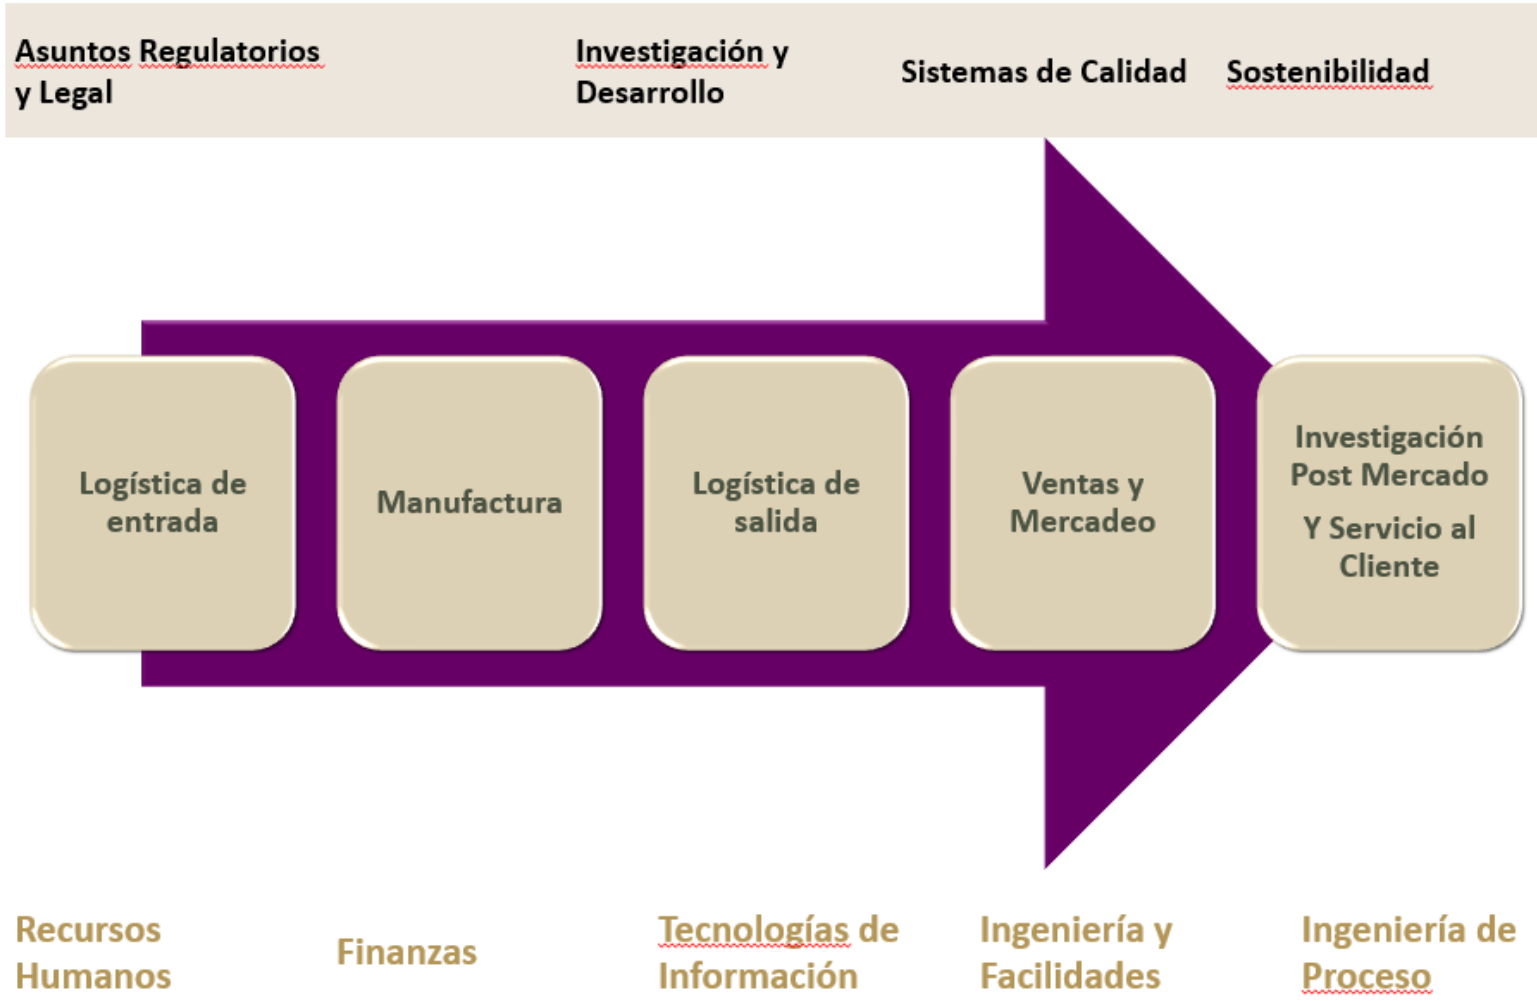 Asuntos Regulatorios
y Legal
Investigación y
Desarrollo
Sistemas de Calidad
Sostenibilidad
Logística de
entrada
Manufactura
Logística de
salida
Ventas y
Mercadeo
Investigación
Post Mercado
Y Servicio al
Cliente
Recursos
Humanos
Finanzas
Tecnologías de
Información
Ingeniería y
Facilidades
Ingeniería de
Proceso